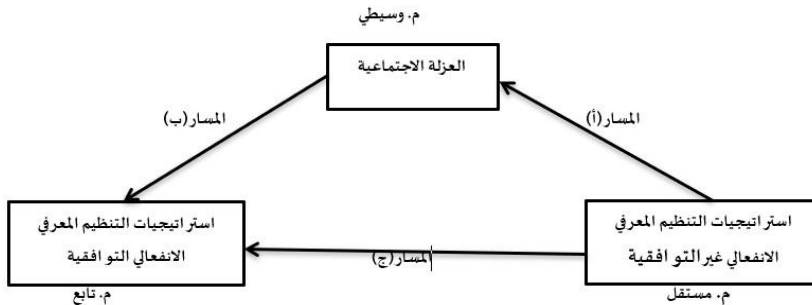 م. وسيطي
العزلة الاجتماعية
المسار(أ)
المسار(ب)
استراتيجيات التنظيم المعرفي
الانفعالي غير التوافقية
م. مستقل
المسار(ج)
استراتيجيات التنظيم المعرفي
الانفعالي التوافقية
م. تابع